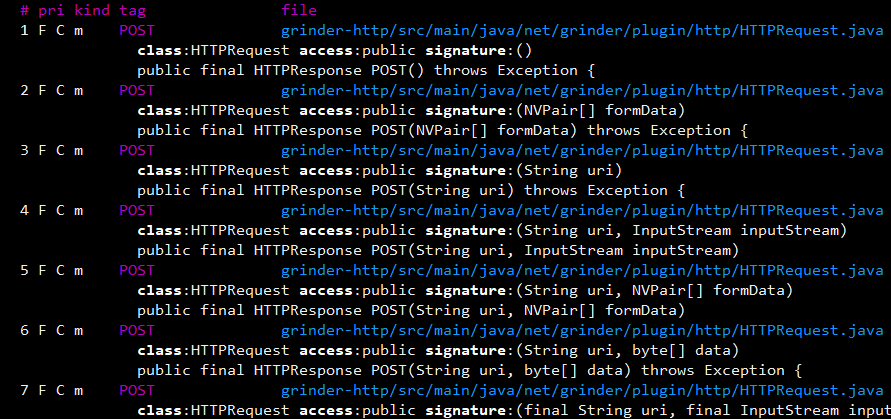 # pri kind tag file
1 F C m POST grinder-http/src/main/java/net/grinder/plugin/http/HTTPRequest.java
class:HTTPRequest access:public signature:()
public final HTTPResponse POST() throws Exception {
2 F C m POST grinder-http/src/main/java/net/grinder/plugin/http/HTTPRequest.java
class:HTTPRequest access:public signature:(NVPair[] formData)
public final HTTPResponse POST(NVPair[] formData) throws Exception {
3 F C m POST grinder-http/src/main/java/net/grinder/plugin/http/HTTPRequest.java
class:HTTPRequest access:public signature:(String uri)
public final HTTPResponse POST(String uri) throws Exception {
4 F C m POST grinder-http/src/main/java/net/grinder/plugin/http/HTTPRequest.java
class:HTTPRequest access:public signature:(String uri, InputStream inputStream)
public final HTTPResponse POST(String uri, InputStream inputStream)
5 F C m POST grinder-http/src/main/java/net/grinder/plugin/http/HTTPRequest.java
class:HTTPRequest access:public signature:(String uri, NVPair[] formData)
public final HTTPResponse POST(String uri, NVPair[] formData)
6 F C m POST grinder-http/src/main/java/net/grinder/plugin/http/HTTPRequest.java
class:HTTPRequest access:public signature:(String uri, byte[] data)
public final HTTPResponse POST(String uri, byte[] data) throws Exception {
7 F C m POST grinder-http/src/main/java/net/grinder/plugin/http/HTTPRequest.java
class:HTTPRequest access:public signature:(final String uri, final InputStream input